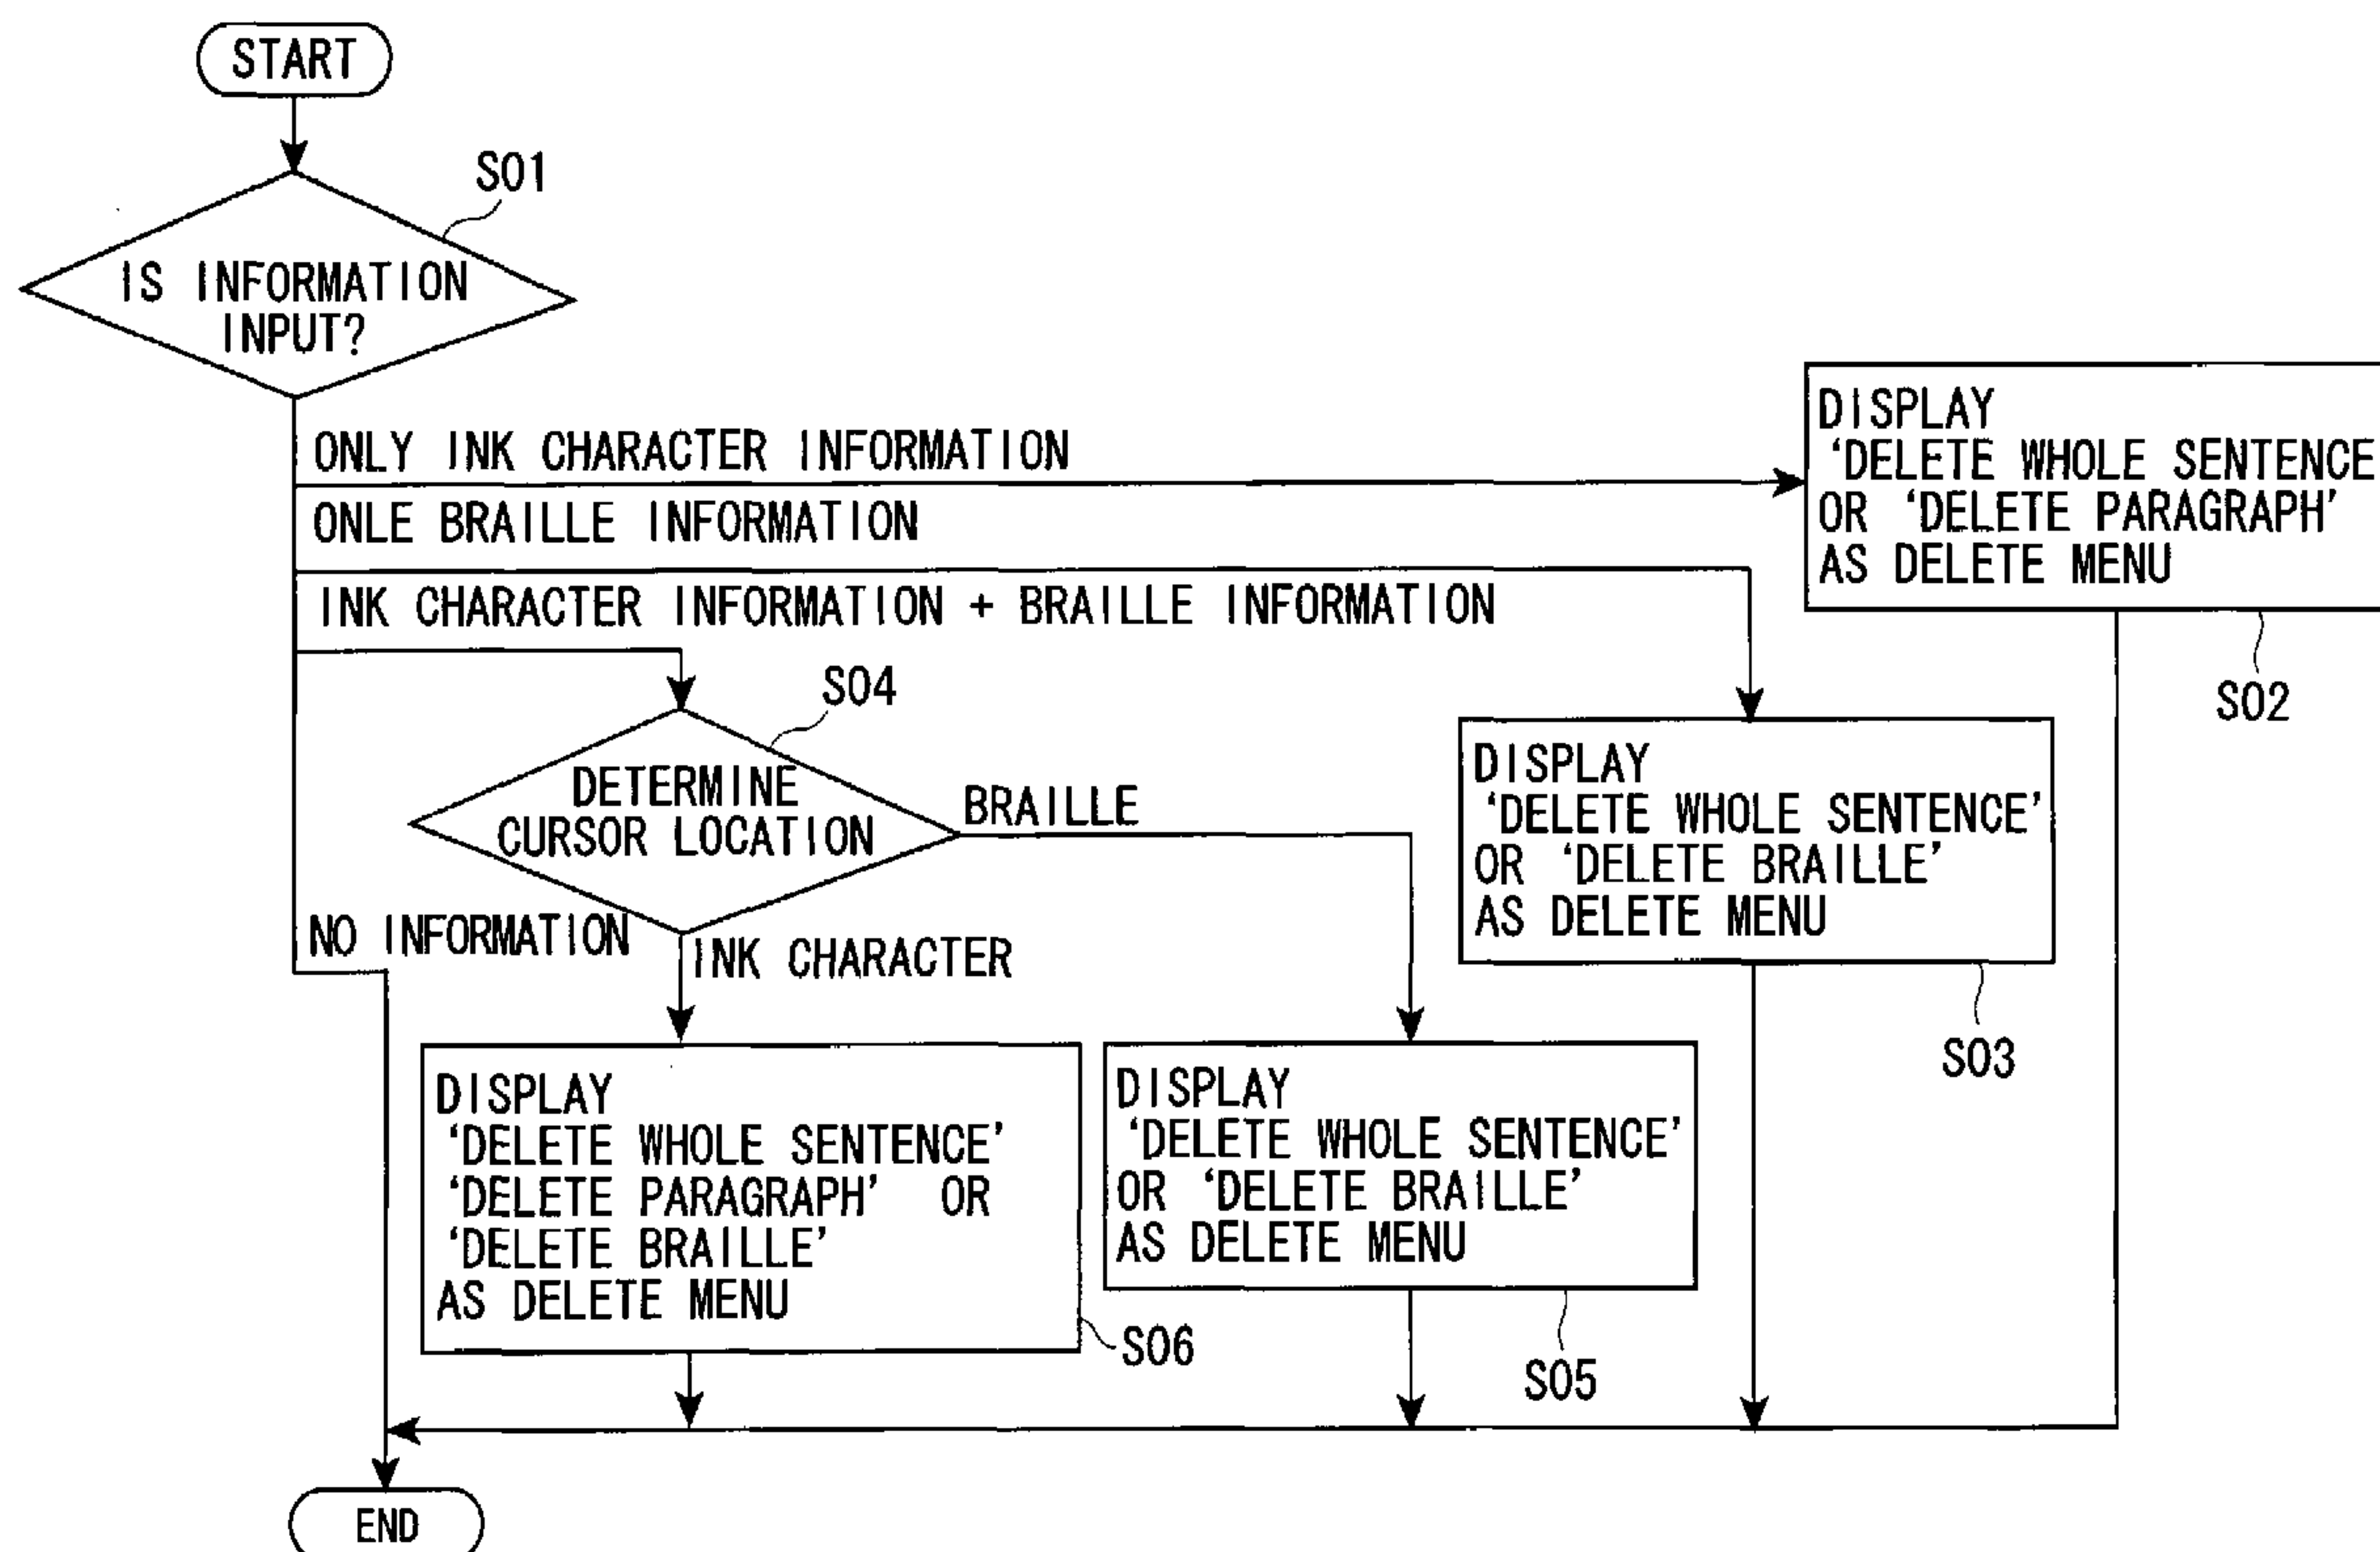 START
S01
IS INFORMATION
INPUT?
ONLY INK CHARACTER INFORMATION
ONLE BRAILLE INFORMATION
INK CHARACTER INFORMATION + BRAILLE INFORMATION
DISPLAY
'DELETE WHOLE SENTENCE
OR 'DELETE PARAGRAPH'
AS DELETE MENU
S02
S04
DETERMINE
CURSOR LOCATION
BRAILLE
DISPLAY
'DELETE WHOLE SENTENCE'
OR 'DELETE BRAILLE'
AS DELETE MENU
S03
NO INFORMATION
INK CHARACTER
DISPLAY
'DELETE WHOLE SENTENCE'
'DELETE PARAGRAPH' OR
'DELETE BRAILLE'
AS DELETE MENU
S06
DISPLAY
'DELETE WHOLE SENTENCE'
OR 'DELETE BRAILLE'
AS DELETE MENU
S05
END